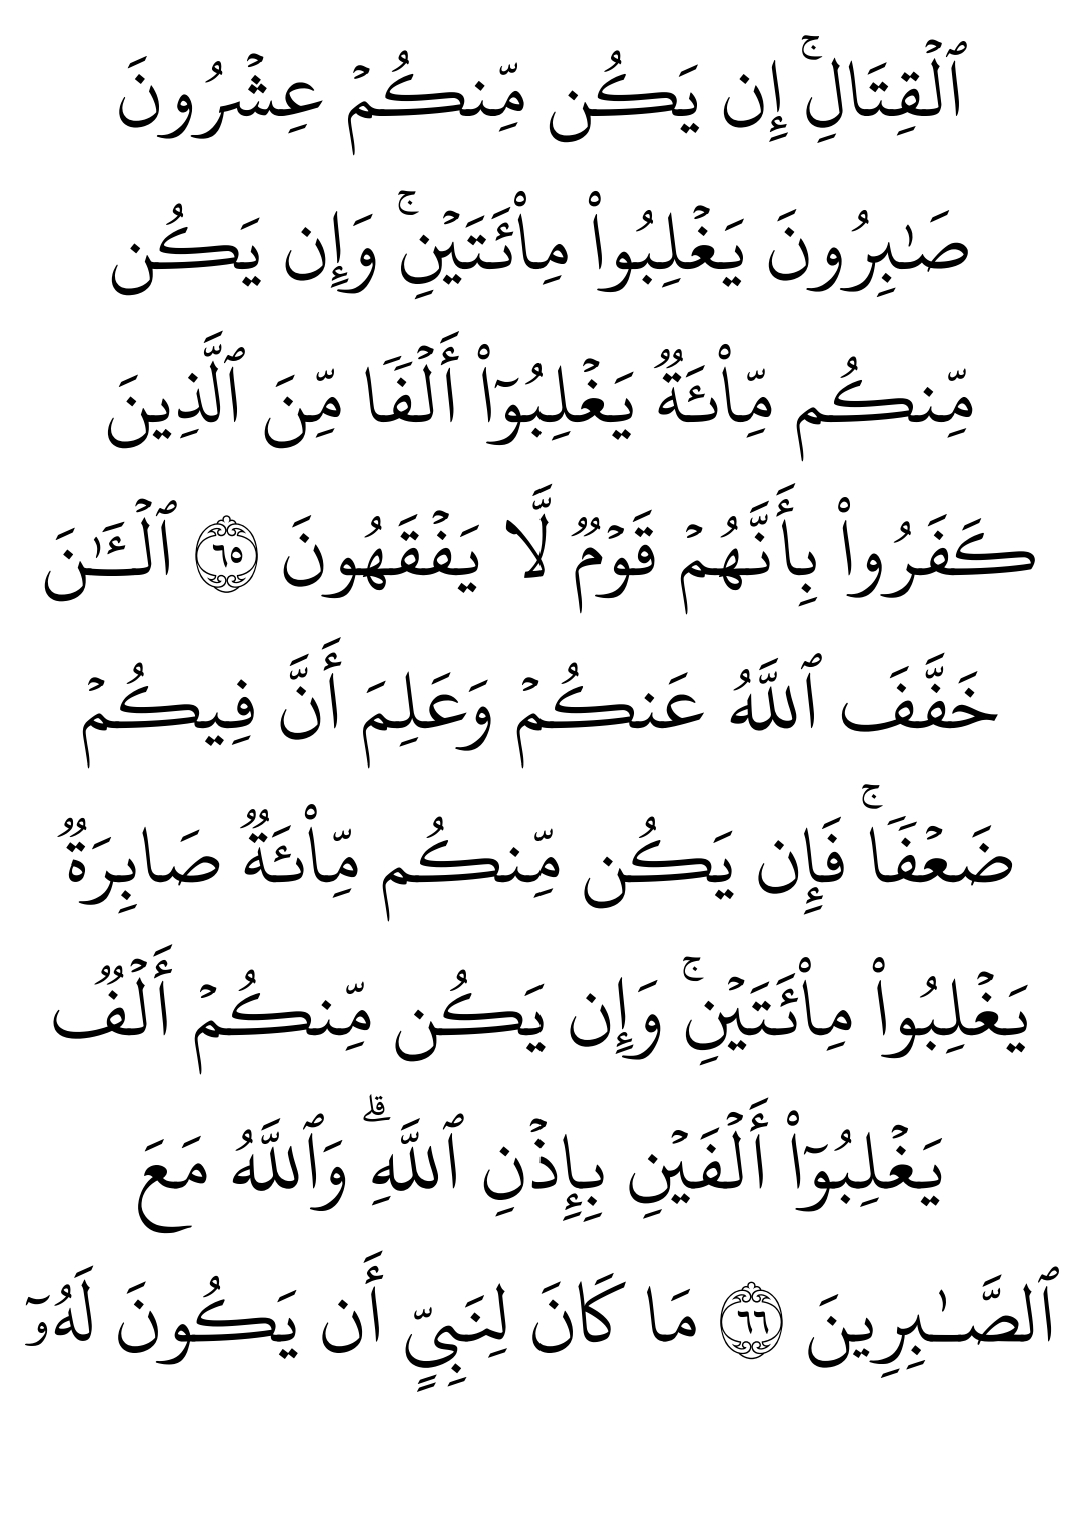 ٱلۡقِتَالِۚ إِن يَكُن مِّنكُمۡ عِشۡرُونَ
صَٰبِرُونَ يَغۡلِبُواْ مِاْئَتَيۡنِۚ وَإِن يَكُن
مِّنكُم مِّاْئَةٞ يَغۡلِبُوٓاْ أَلۡفٗا مِّنَ ٱلَّذِينَ
كَفَرُواْ بِأَنَّهُمۡ قَوۡمٞ لَّا يَفۡقَهُونَ ٦٥ ٱلۡـَٰٔنَ
خَفَّفَ ٱللَّهُ عَنكُمۡ وَعَلِمَ أَنَّ فِيكُمۡ
ضَعۡفٗاۚ فَإِن يَكُن مِّنكُم مِّاْئَةٞ صَابِرَةٞ
يَغۡلِبُواْ مِاْئَتَيۡنِۚ وَإِن يَكُن مِّنكُمۡ أَلۡفٞ
يَغۡلِبُوٓاْ أَلۡفَيۡنِ بِإِذۡنِ ٱللَّهِۗ وَٱللَّهُ مَعَ
ٱلصَّٰبِرِينَ ٦٦ مَا كَانَ لِنَبِيٍّ أَن يَكُونَ لَهُۥٓ